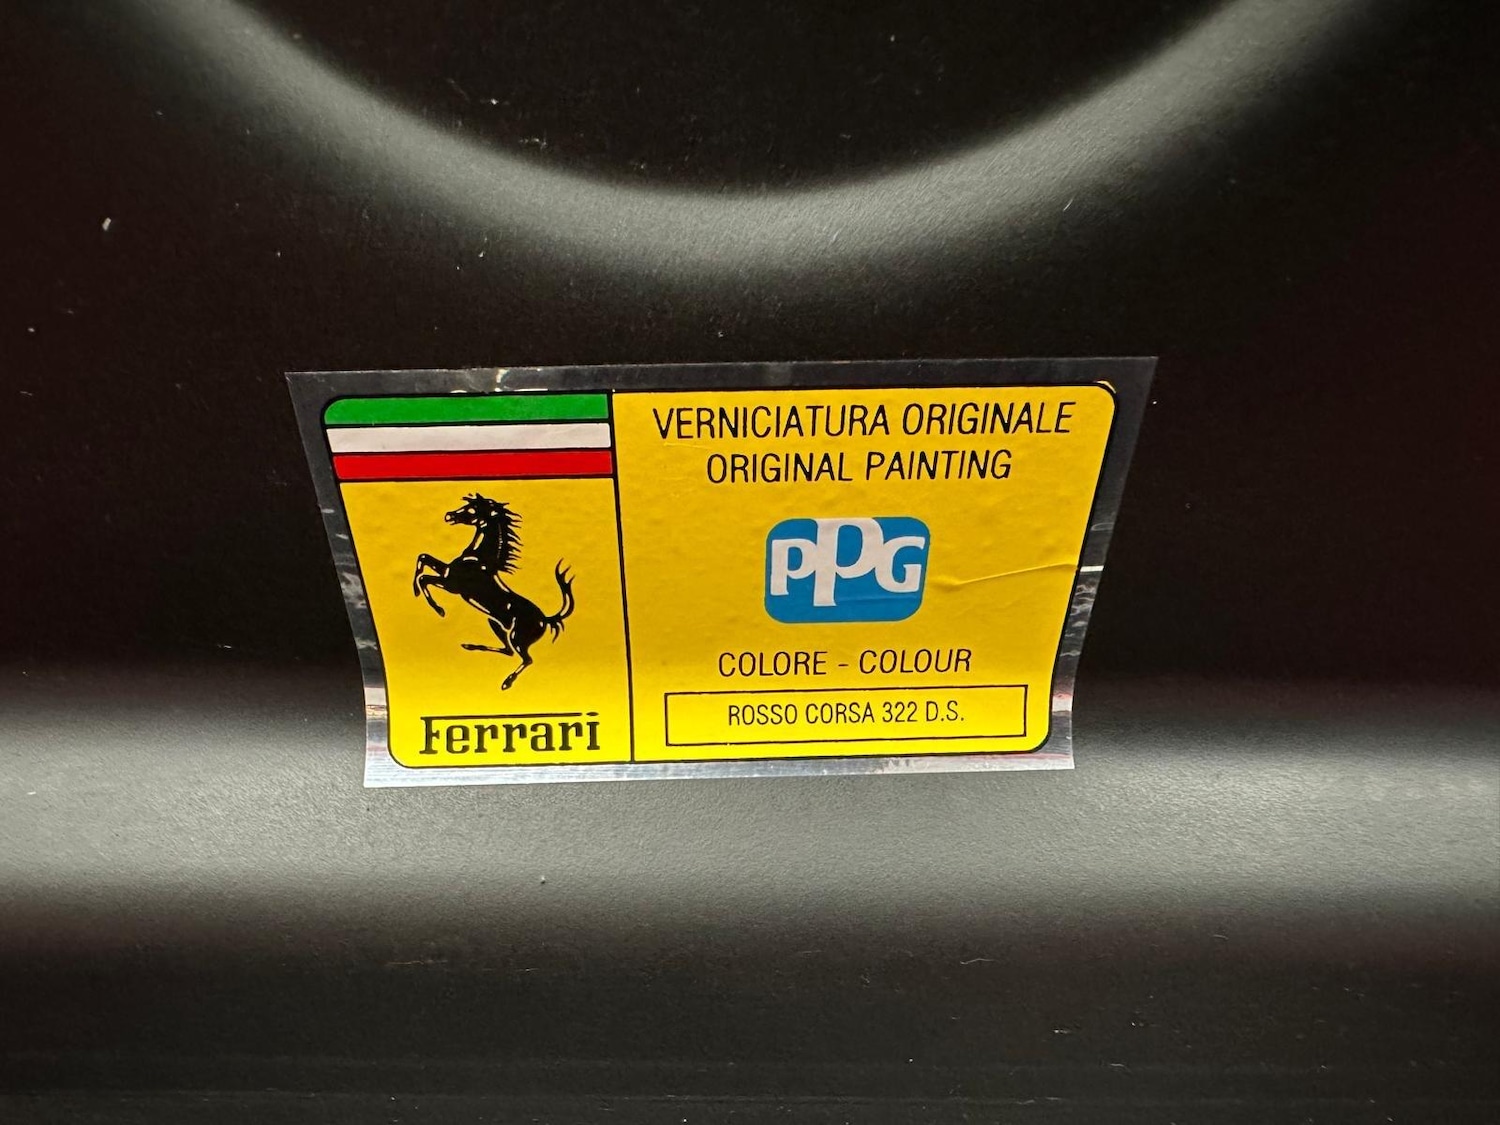 VERNICIATURA ORIGINALE
ORIGINAL PAINTING
PPG
COLORE - COLOUR
ROSSO CORSA 322 D.S.
Ferrari